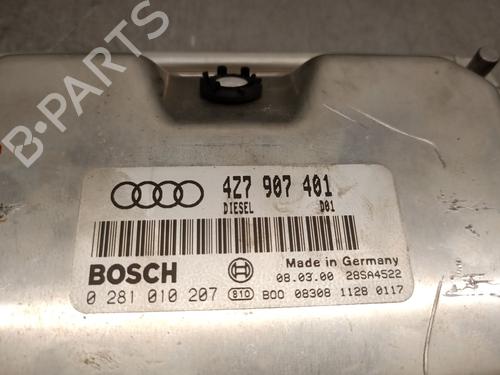 B-PARTS
4Z7 907 401
DIESEL D01
BOSCH
Made in Germany
08.03.00 28SA4522
0 281 010 207 810 B00 08308 1128 0117